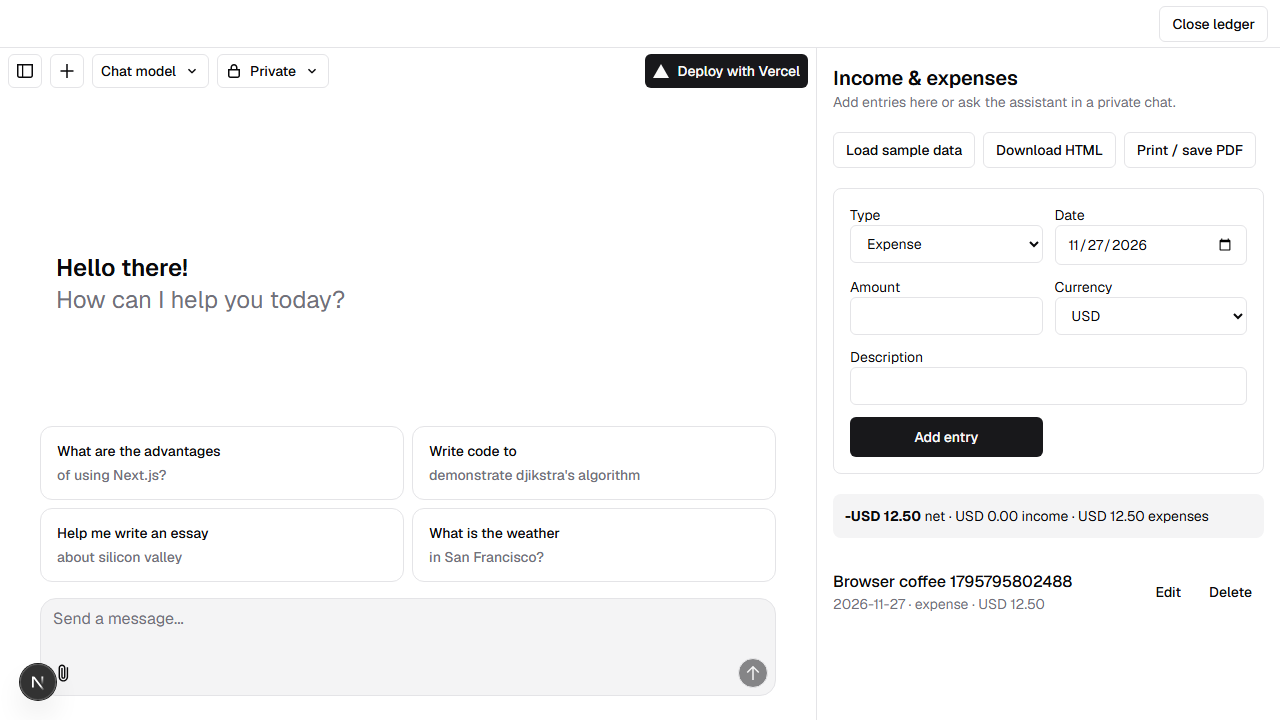 Close ledger
Chat model
Private
Deploy with Vercel
Hello there!
How can I help you today?
What are the advantages
of using Next.js?
Write code to
demonstrate djikstra's algorithm
Help me write an essay
about silicon valley
What is the weather
in San Francisco?
Send a message...
N
Income & expenses
Add entries here or ask the assistant in a private chat.
Load sample data
Download HTML
Print / save PDF
Type
Date
Expense
11/27/2026
Amount
Currency
USD
Description
Add entry
-USD 12.50 net · USD 0.00 income · USD 12.50 expenses
Browser coffee 1795795802488
2026-11-27 · expense · USD 12.50
Edit
Delete